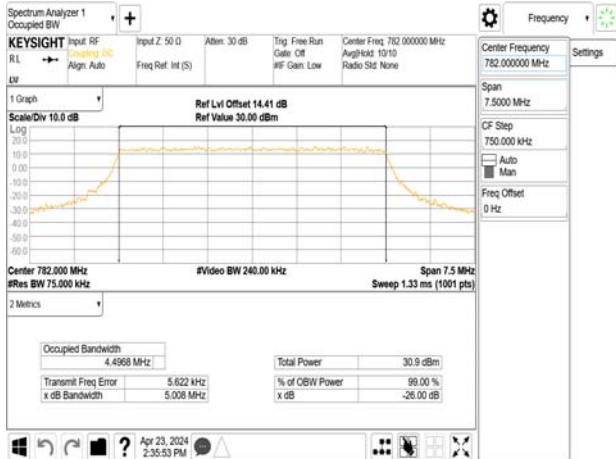 Spectrum Analyzer 1
Occupied BW
KEYSIGHT
RL
Input: RF
Coupling: DC
Align: Auto
Input Z: 50 Ω
Freq Ref: Int (S)
Atten: 30 dB
Trig: Free Run
Gate: Off
#IF Gain: Low
Center Freq: 782.000000 MHz
Avg|Hold: 10/10
Radio Std: None
1 Graph
Scale/Div 10.0 dB
Ref Lvl Offset 14.41 dB
Ref Value 30.00 dBm
Log
20.0
10.0
0.00
-10.0
-20.0
-30.0
-40.0
-50.0
-60.0
Center 782.000 MHz
#Res BW 75.000 kHz
#Video BW 240.00 kHz
Span 7.5 MHz
Sweep 1.33 ms (1001 pts)
2 Metrics
Occupied Bandwidth
4.4968 MHz
Total Power 30.9 dBm
Transmit Freq Error 5.622 kHz
% of OBW Power 99.00 %
x dB Bandwidth 5.008 MHz
x dB -26.00 dB
Apr 23, 2024
2:35:53 PM
Frequency
Center Frequency
782.000000 MHz
Settings
Span
7.5000 MHz
CF Step
750.000 kHz
Auto
Man
Freq Offset
0 Hz